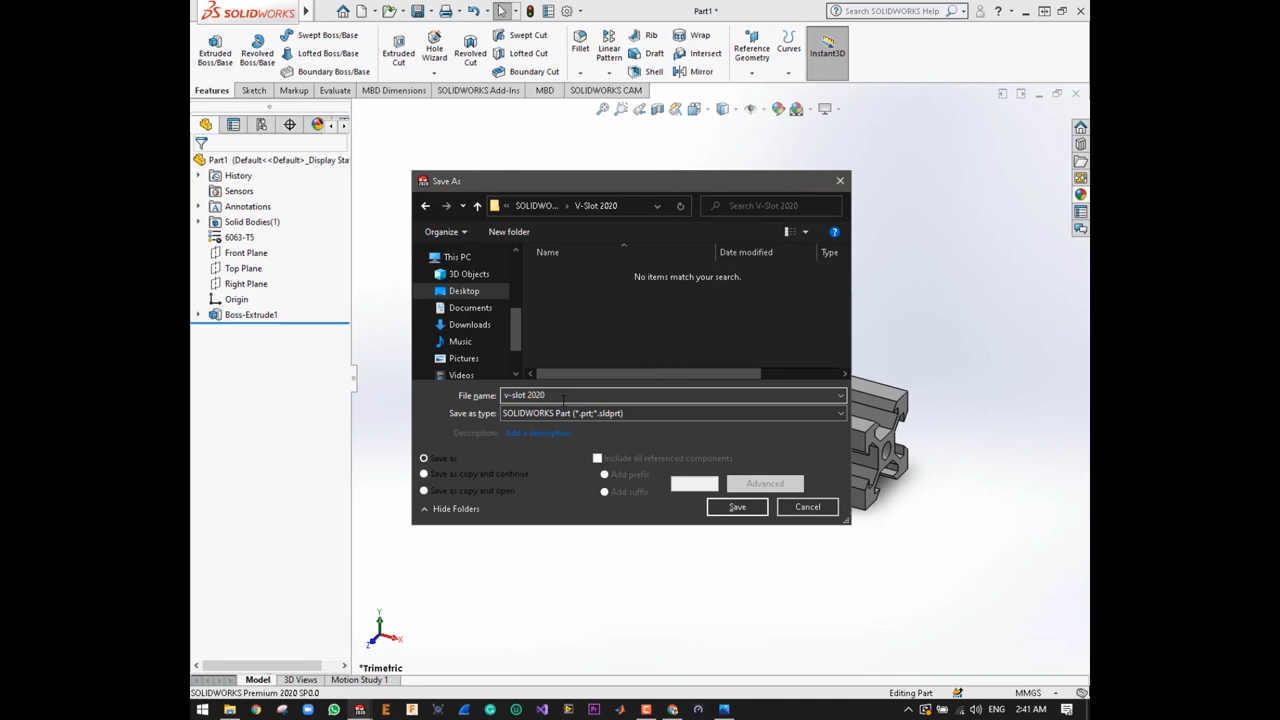 SOLIDWORKS
Part1 *
Search SOLIDWORKS Help
Extruded Boss/Base
Revolved Boss/Base
Swept Boss/Base
Lofted Boss/Base
Boundary Boss/Base
Extruded Cut
Hole Wizard
Revolved Cut
Swept Cut
Lofted Cut
Boundary Cut
Fillet
Linear Pattern
Rib
Draft
Shell
Wrap
Intersect
Mirror
Reference Geometry
Curves
Instant3D
Features
Sketch
Markup
Evaluate
MBD Dimensions
SOLIDWORKS Add-Ins
MBD
SOLIDWORKS CAM
Part1 (Default<<Default>_Display Sta
History
Sensors
Annotations
Solid Bodies(1)
6063-T5
Front Plane
Top Plane
Right Plane
Origin
Boss-Extrude1
Save As
« SOLIDWO... › V-Slot 2020
Search V-Slot 2020
Organize
New folder
This PC
3D Objects
Desktop
Documents
Downloads
Music
Pictures
Videos
Name
Date modified
Type
No items match your search.
File name: v-slot 2020
Save as type: SOLIDWORKS Part (*.prt;*.sldprt)
Description: Add a description
Save as
Save as copy and continue
Save as copy and open
Include all referenced components
Add prefix
Add suffix
Advanced
Hide Folders
Save
Cancel
Y
X
Z
*Trimetric
Model
3D Views
Motion Study 1
SOLIDWORKS Premium 2020 SP0.0
Editing Part
MMGS
ENG
2:41 AM